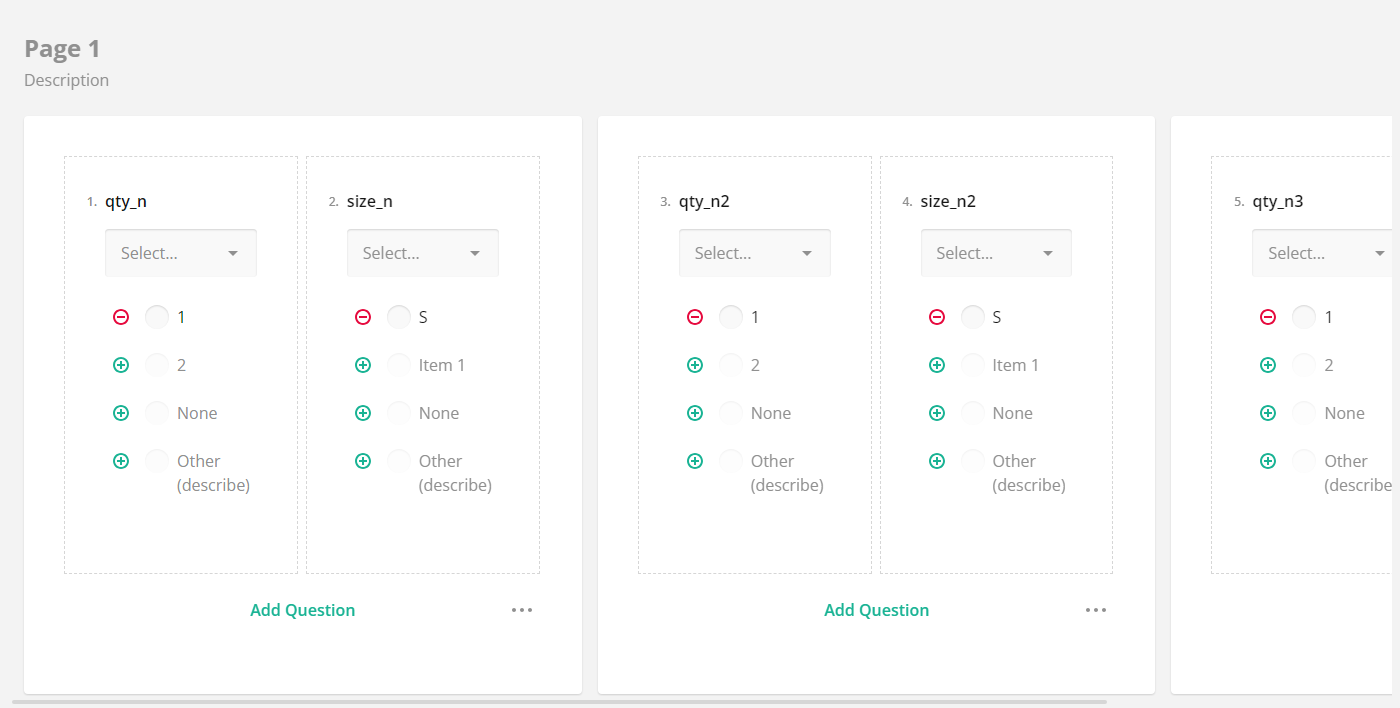 Page 1
Description
1. qty_n
Select...
1
2
None
Other
(describe)
2. size_n
Select...
S
Item 1
None
Other
(describe)
Add Question
3. qty_n2
Select...
1
2
None
Other
(describe)
4. size_n2
Select...
S
Item 1
None
Other
(describe)
Add Question
5. qty_n3
Select...
1
2
None
Other
(describe